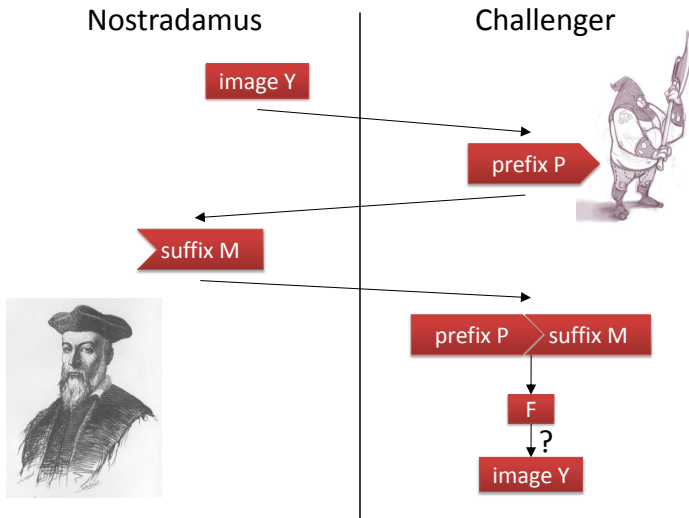 Nostradamus
Challenger
image Y
prefix P
suffix M
prefix P
suffix M
F
?
image Y